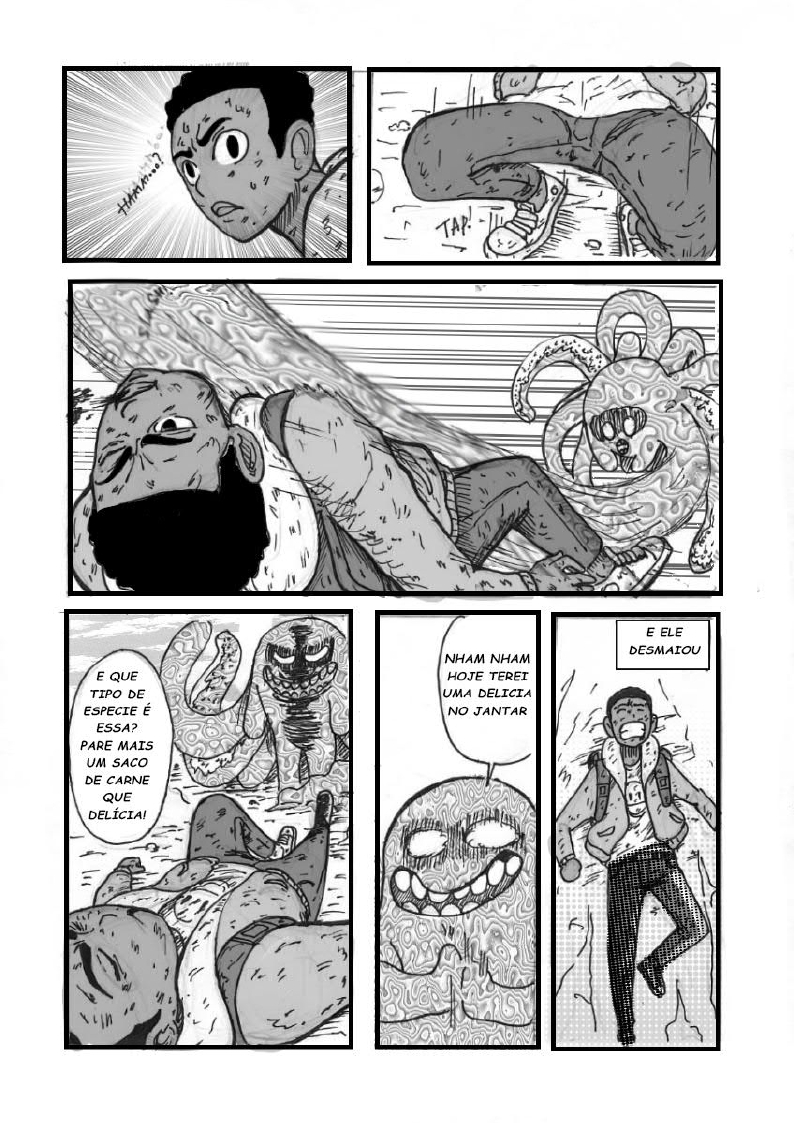 HAMM...?
TAP!
E QUE
TIPO DE
ESPECIE É
ESSA?
PARE MAIS
UM SACO
DE CARNE
QUE
DELÍCIA!
NHAM NHAM
HOJE TEREI
UMA DELICIA
NO JANTAR
E ELE
DESMAIOU